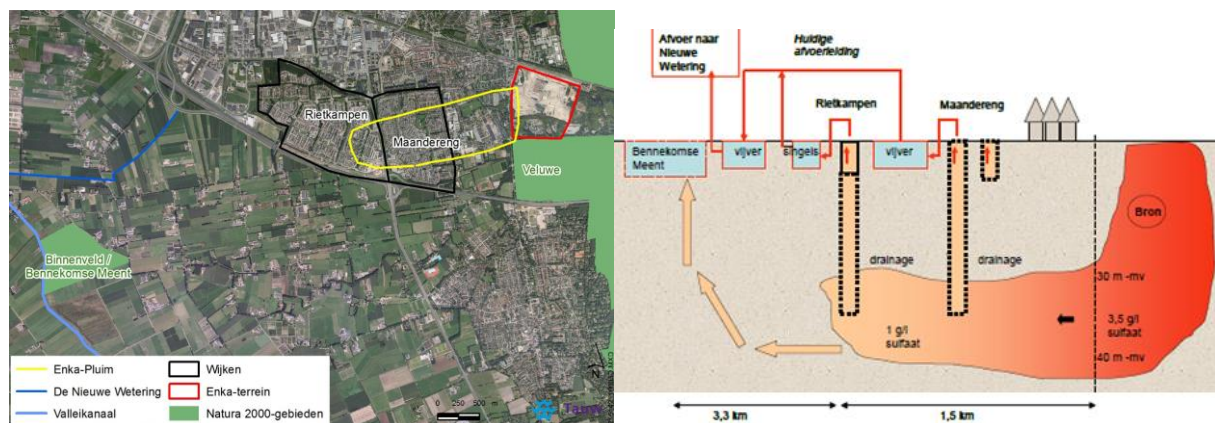 Rietkampen
Maandereng
Veluwe
Binnenveld /
Bennekomse Meent
Enka-Pluim
De Nieuwe Wetering
Valleikanaal
Wijken
Enka-terrein
Natura 2000-gebieden
0 250 500 m
Tauw
Afvoer naar
Nieuwe
Wetering
Huidige
afvoerleiding
Rietkampen
Maandereng
Bennekomse
Meent
vijver
singels
vijver
Bron
drainage
drainage
30 m -mv
1 g/l
sulfaat
3,5 g/l
sulfaat
40 m -mv
3,3 km
1,5 km